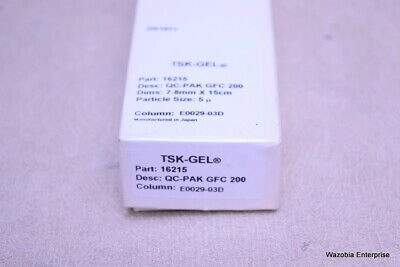 TSK-GEL®
Part: 16215
Desc: QC-PAK GFC 200
Dims: 7.8mm X 15cm
Particle Size: 5 µ
Column: E0029-03D
Manufactured in Japan
TSK-GEL®
Part: 16215
Desc: QC-PAK GFC 200
Column: E0029-03D
Wazobia Enterprise